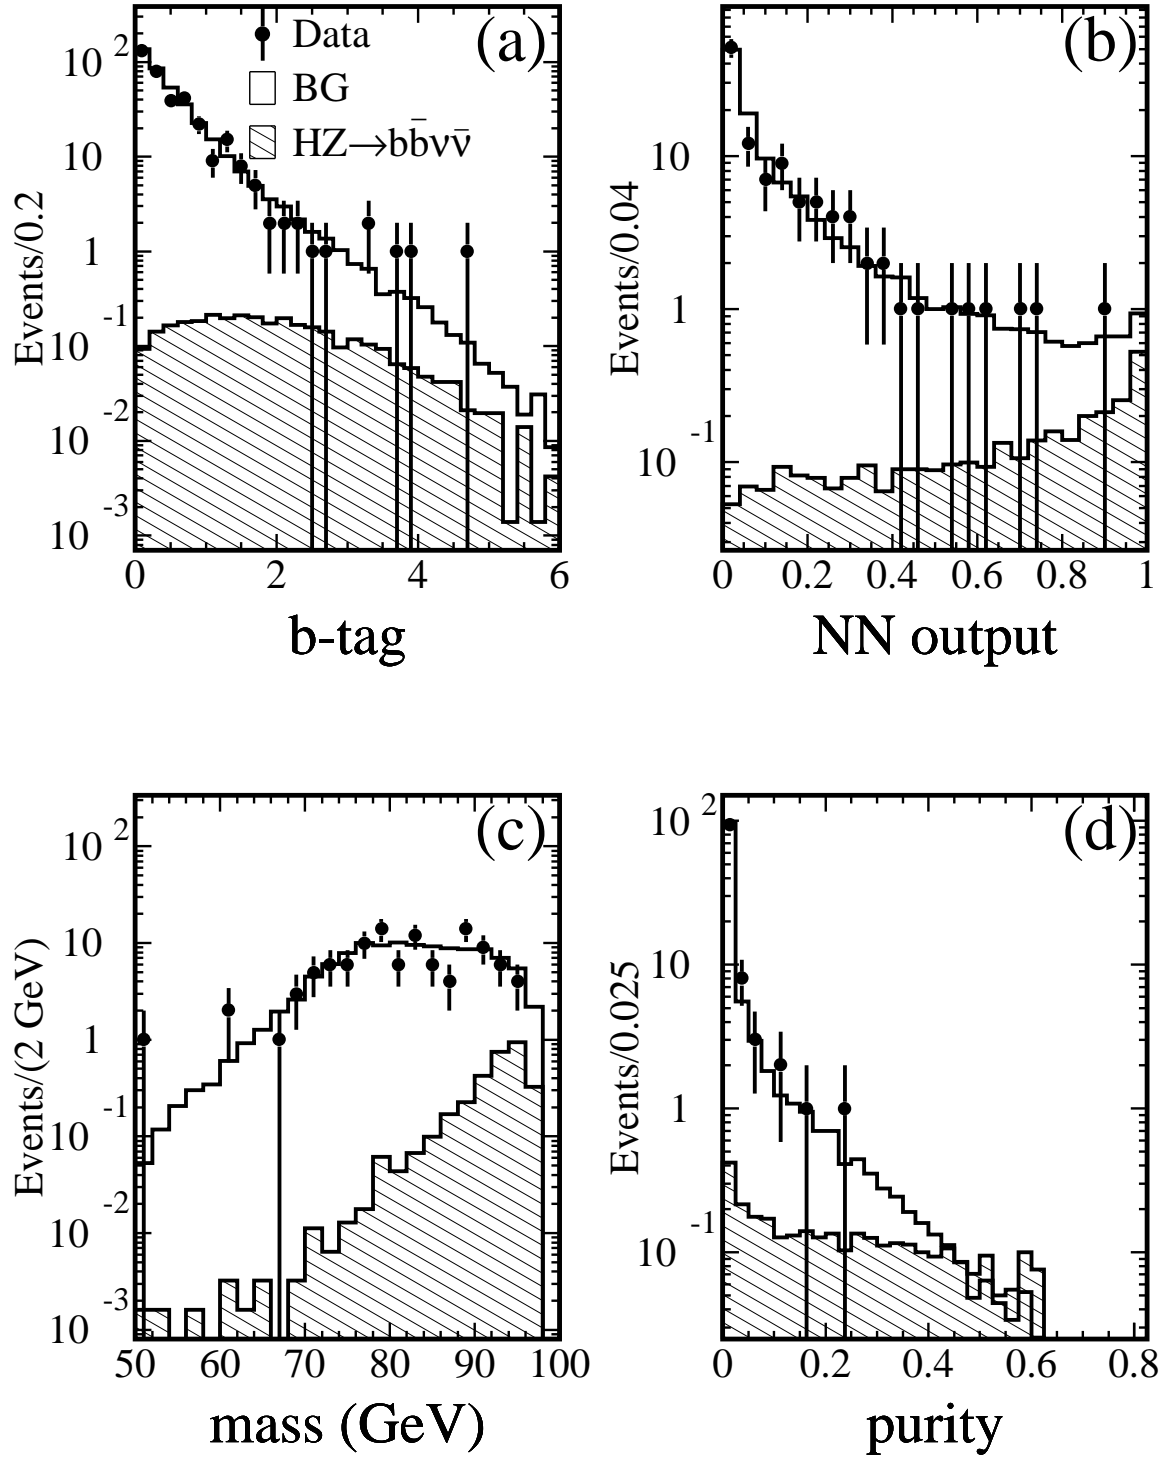 (a)
Data
BG
HZ→bb̄νν̄
Events/0.2
10 2
10
1
10 -1
10 -2
10 -3
0 2 4 6
b-tag
(b)
Events/0.04
10
1
10 -1
0 0.2 0.4 0.6 0.8 1
NN output
(c)
Events/(2 GeV)
10 2
10
1
10 -1
10 -2
10 -3
50 60 70 80 90 100
mass (GeV)
(d)
Events/0.025
10 2
10
1
10 -1
0 0.2 0.4 0.6 0.8
purity